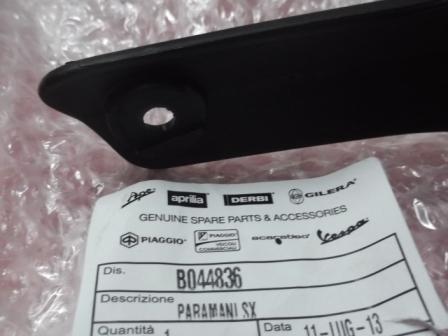 Ape aprilia DERBI GILERA
GENUINE SPARE PARTS & ACCESSORIES
PIAGGIO PIAGGIO VEICOLI COMMERCIALI scarabeo Vespa
Dis. B044836
Descrizione
PARAMANI SX
Quantità 1 Data 11-LUG-13